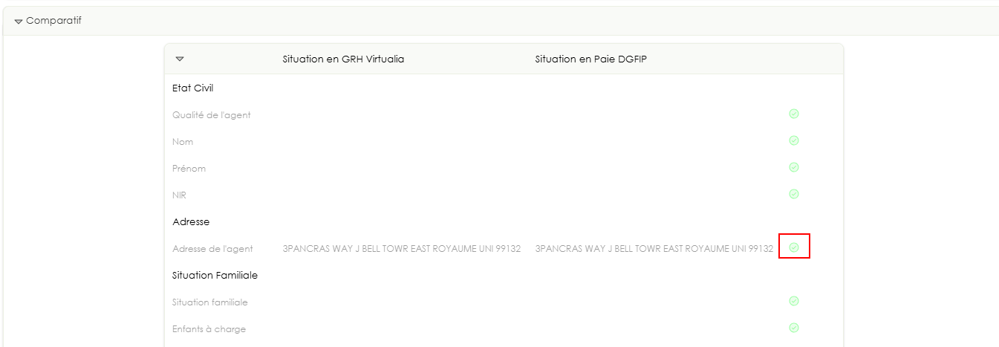 Comparatif
Situation en GRH Virtualia Situation en Paie DGFIP
Etat Civil
Qualité de l'agent
Nom
Prénom
NIR
Adresse
Adresse de l'agent 3PANCRAS WAY J BELL TOWR EAST ROYAUME UNI 99132 3PANCRAS WAY J BELL TOWR EAST ROYAUME UNI 99132
Situation Familiale
Situation familiale
Enfants à charge